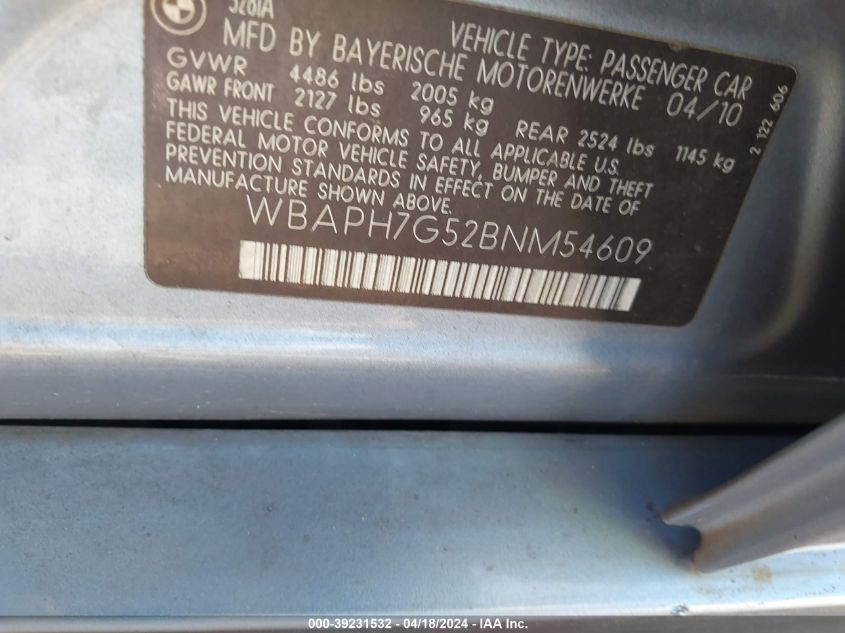 328iA
VEHICLE TYPE: PASSENGER CAR
MFD BY BAYERISCHE MOTORENWERKE 04/10
GVWR 4486 lbs 2005 kg
GAWR FRONT 2127 lbs 965 kg REAR 2524 lbs 1145 kg
THIS VEHICLE CONFORMS TO ALL APPLICABLE U.S.
FEDERAL MOTOR VEHICLE SAFETY, BUMPER AND THEFT
PREVENTION STANDARDS IN EFFECT ON THE DATE OF
MANUFACTURE SHOWN ABOVE.
WBAPH7G52BNM54609
2 122 606
000-39231532 - 04/18/2024 - IAA Inc.